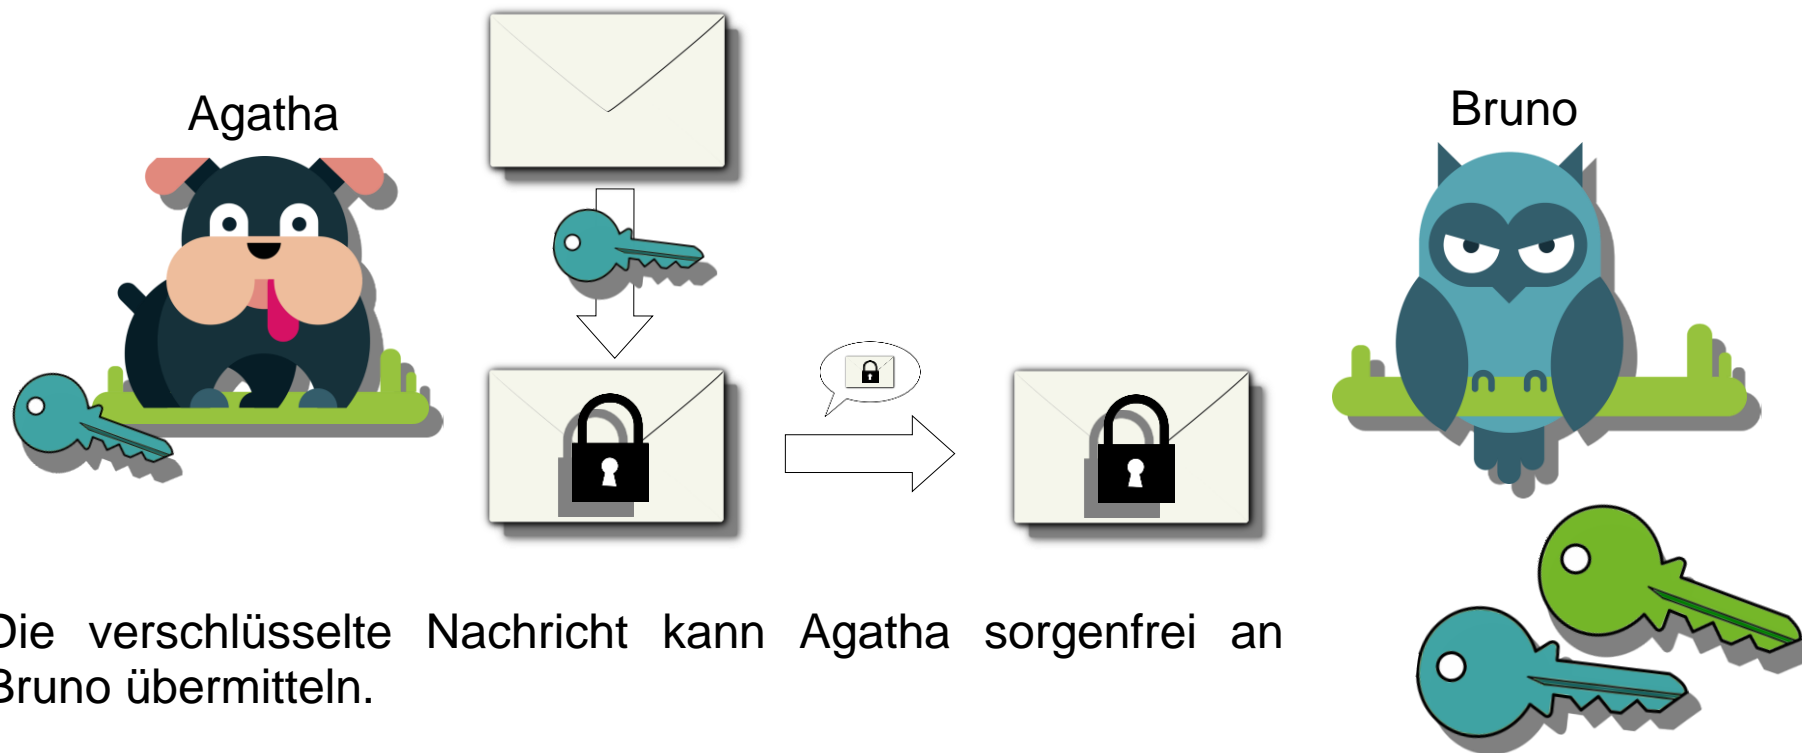 Agatha
Bruno
Die verschlüsselte Nachricht kann Agatha sorgenfrei an
Bruno übermitteln.